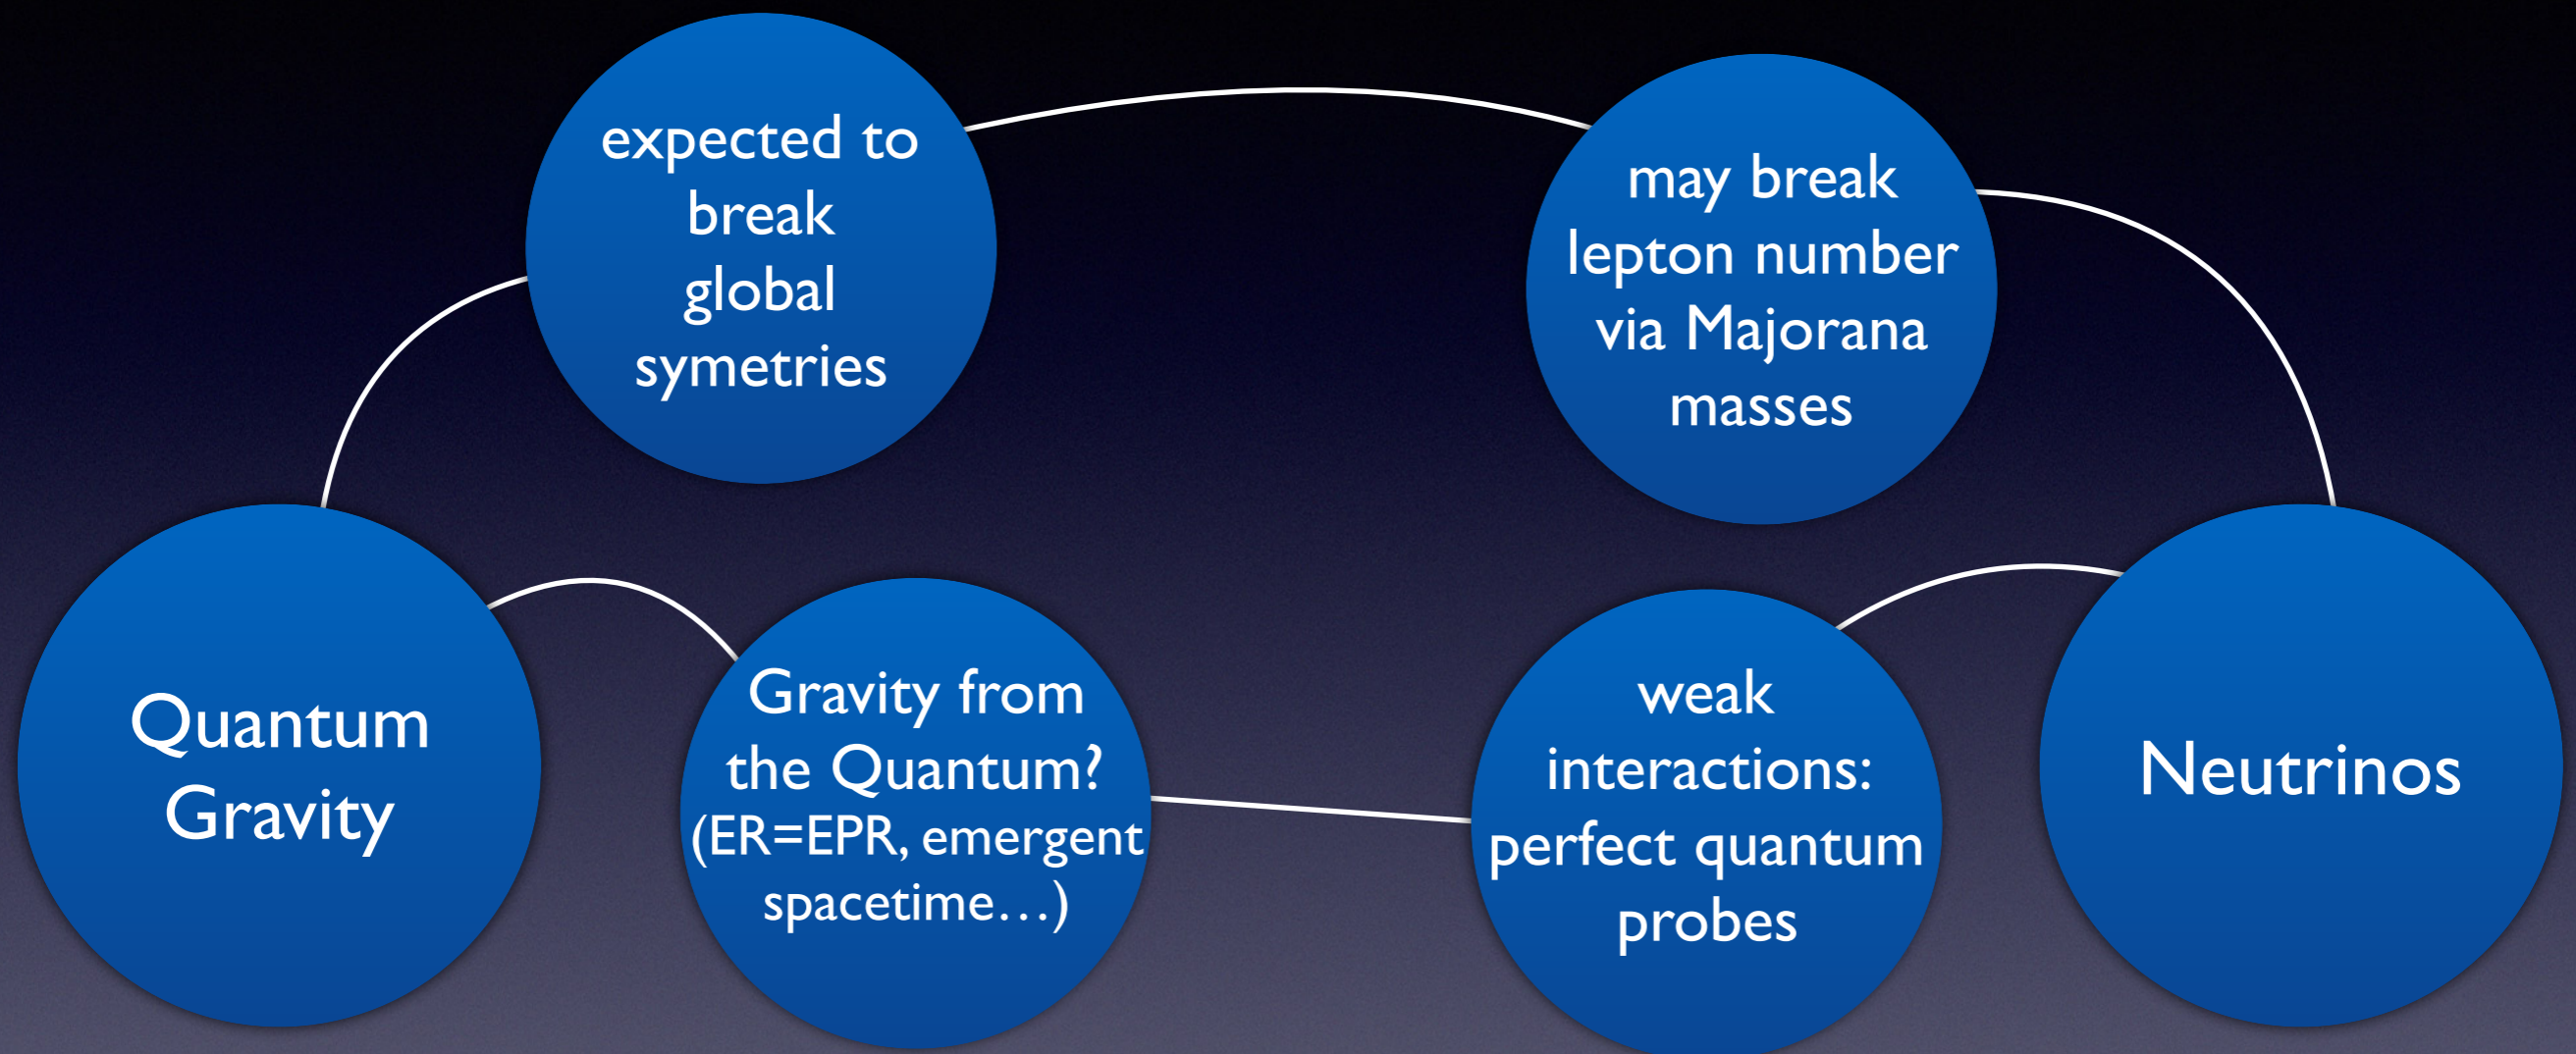 expected to
break
global
symetries
may break
lepton number
via Majorana
masses
Quantum
Gravity
Gravity from
the Quantum?
(ER=EPR, emergent
spacetime…)
weak
interactions:
perfect quantum
probes
Neutrinos